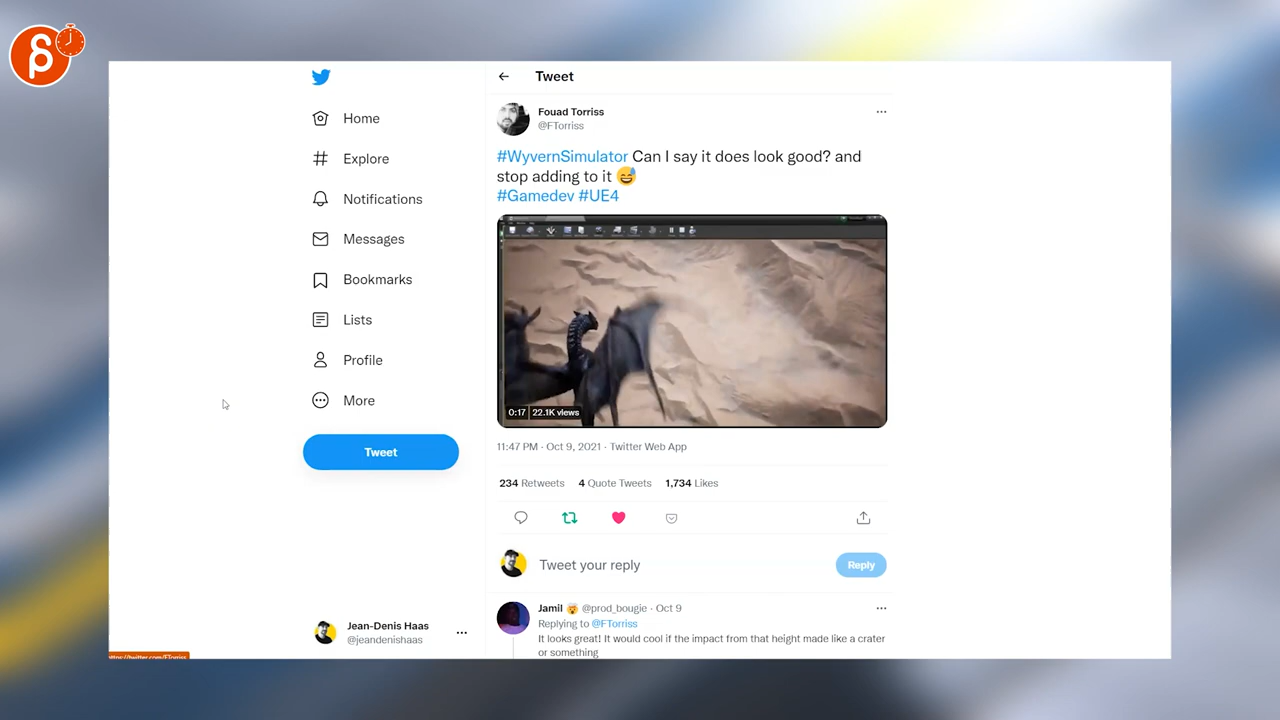 Tweet
Fouad Torriss
@FTorriss
#WyvernSimulator Can I say it does look good? and
stop adding to it 😅
#Gamedev #UE4
0:17 22.1K views
11:47 PM · Oct 9, 2021 · Twitter Web App
234 Retweets 4 Quote Tweets 1,734 Likes
Tweet your reply
Reply
Jamil 🤯 @prod_bougie · Oct 9
Replying to @FTorriss
It looks great! It would cool if the impact from that height made like a crater
or something
Home
Explore
Notifications
Messages
Bookmarks
Lists
Profile
More
Tweet
Jean-Denis Haas
@jeandenishaas
https://twitter.com/FTorriss